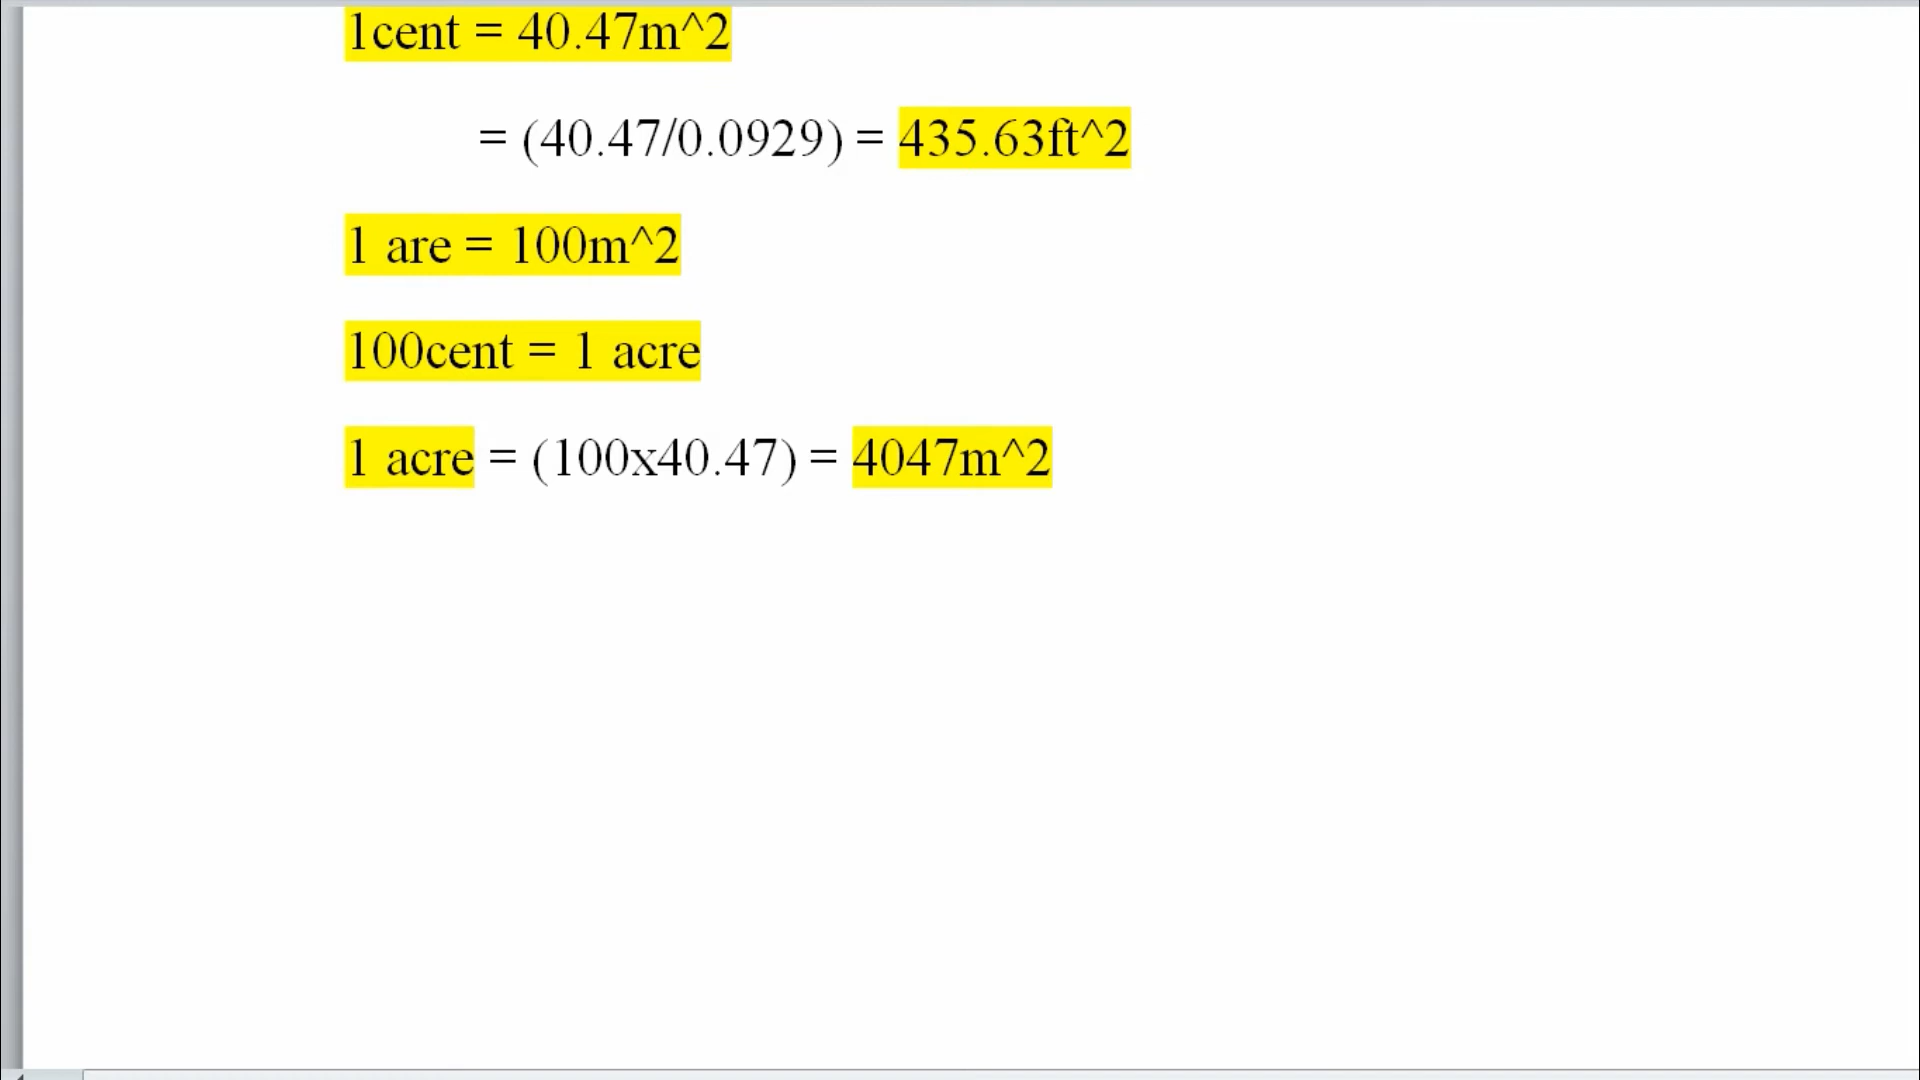 1cent = 40.47m^2
= (40.47/0.0929) = 435.63ft^2
1 are = 100m^2
100cent = 1 acre
1 acre = (100x40.47) = 4047m^2